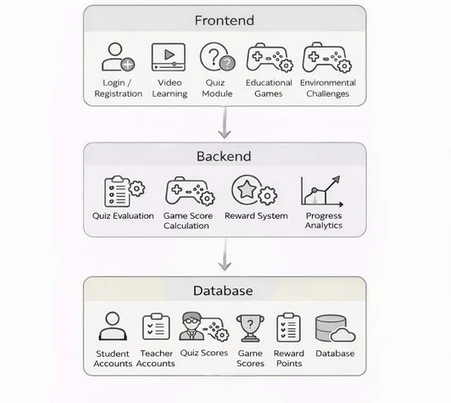 Frontend
Login / Registration
Video Learning
Quiz Module
Educational Games
Environmental Challenges
Backend
Quiz Evaluation
Game Score Calculation
Reward System
Progress Analytics
Database
Student Accounts
Teacher Accounts
Quiz Scores
Game Scores
Reward Points
Database